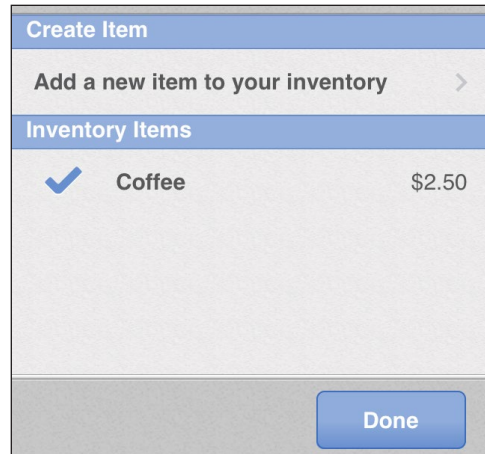 Create Item
Add a new item to your inventory
Inventory Items
Coffee $2.50
Done